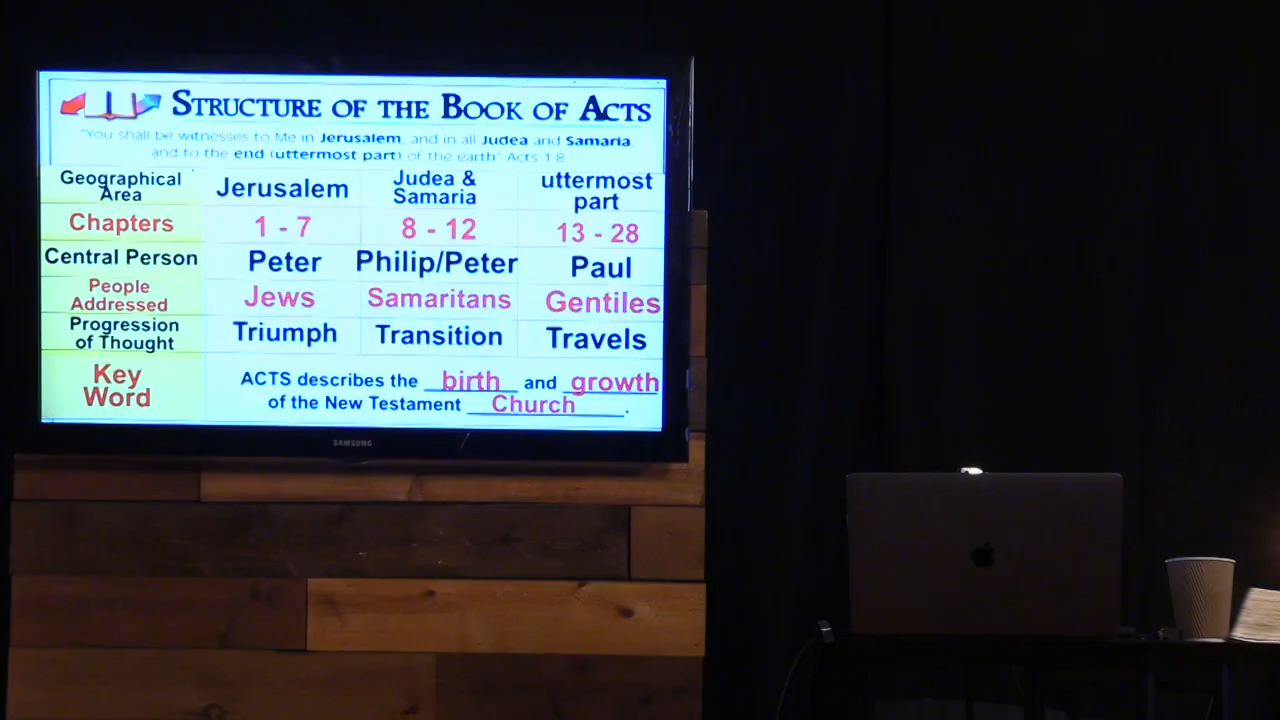 STRUCTURE OF THE BOOK OF ACTS
"You shall be witnesses to Me in Jerusalem, and in all Judea and Samaria,
and to the end (uttermost part) of the earth" Acts 1:8
Geographical Area Jerusalem Judea & Samaria uttermost part
Chapters 1 - 7 8 - 12 13 - 28
Central Person Peter Philip/Peter Paul
People Addressed Jews Samaritans Gentiles
Progression of Thought Triumph Transition Travels
Key Word ACTS describes the birth and growth
of the New Testament Church.
SAMSUNG